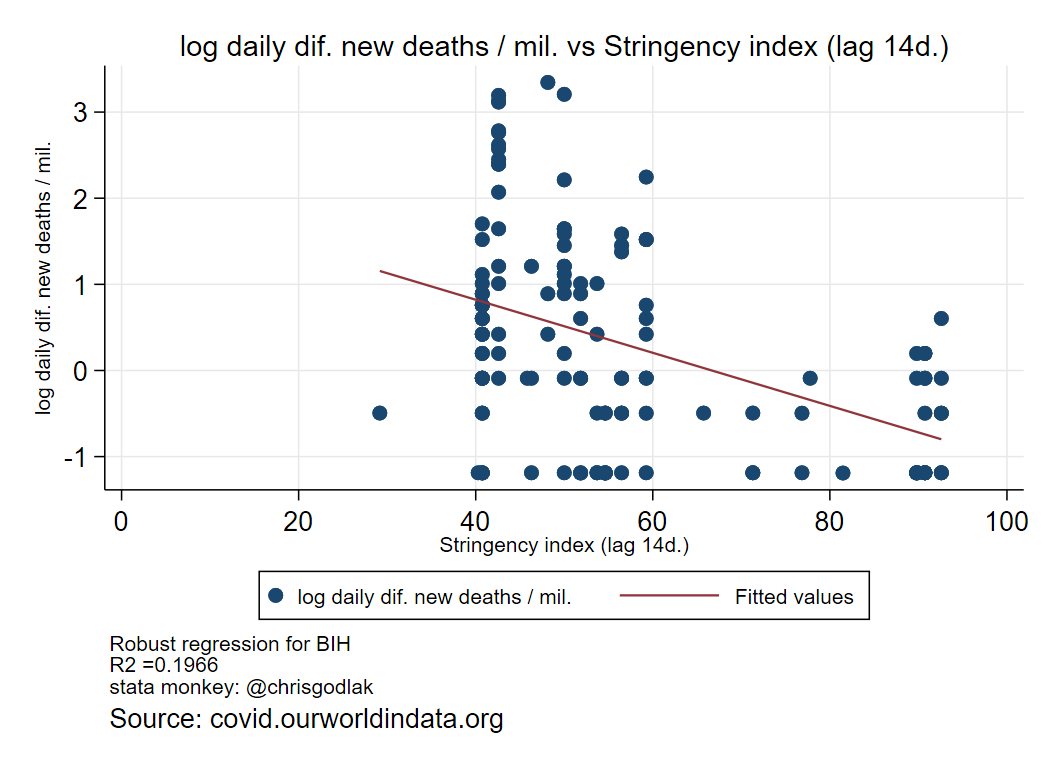 log daily dif. new deaths / mil. vs Stringency index (lag 14d.)
log daily dif. new deaths / mil.
3
2
1
0
-1
0 20 40 60 80 100
Stringency index (lag 14d.)
log daily dif. new deaths / mil. Fitted values
Robust regression for BIH
R2 =0.1966
stata monkey: @chrisgodlak
Source: covid.ourworldindata.org